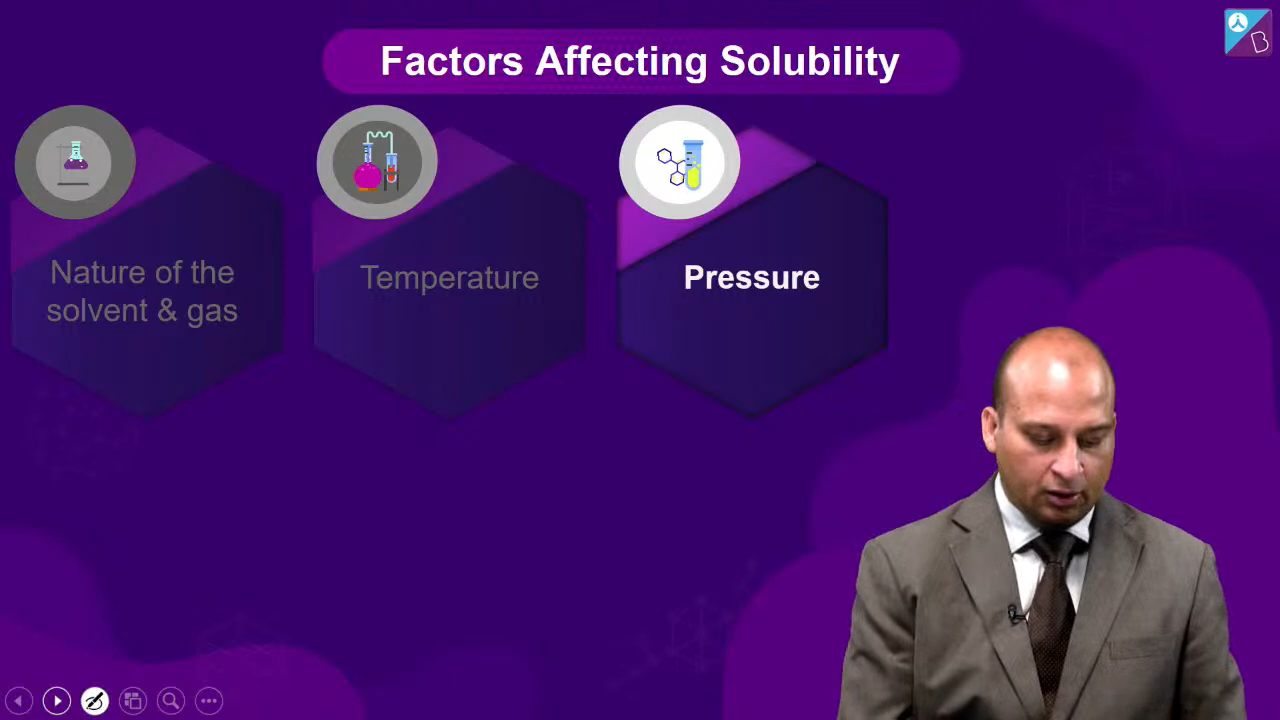 Factors Affecting Solubility
Nature of the
solvent & gas
Temperature
Pressure